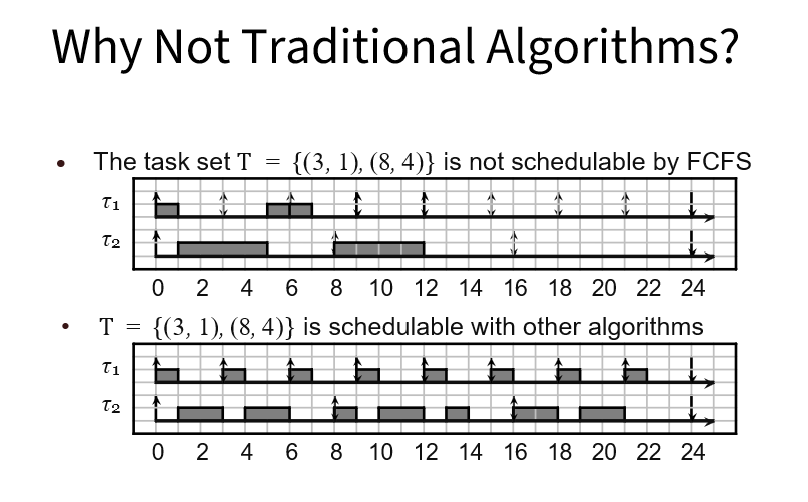 Why Not Traditional Algorithms?
• The task set T = {(3, 1), (8, 4)} is not schedulable by FCFS
τ1
τ2
0 2 4 6 8 10 12 14 16 18 20 22 24
• T = {(3, 1), (8, 4)} is schedulable with other algorithms
τ1
τ2
0 2 4 6 8 10 12 14 16 18 20 22 24